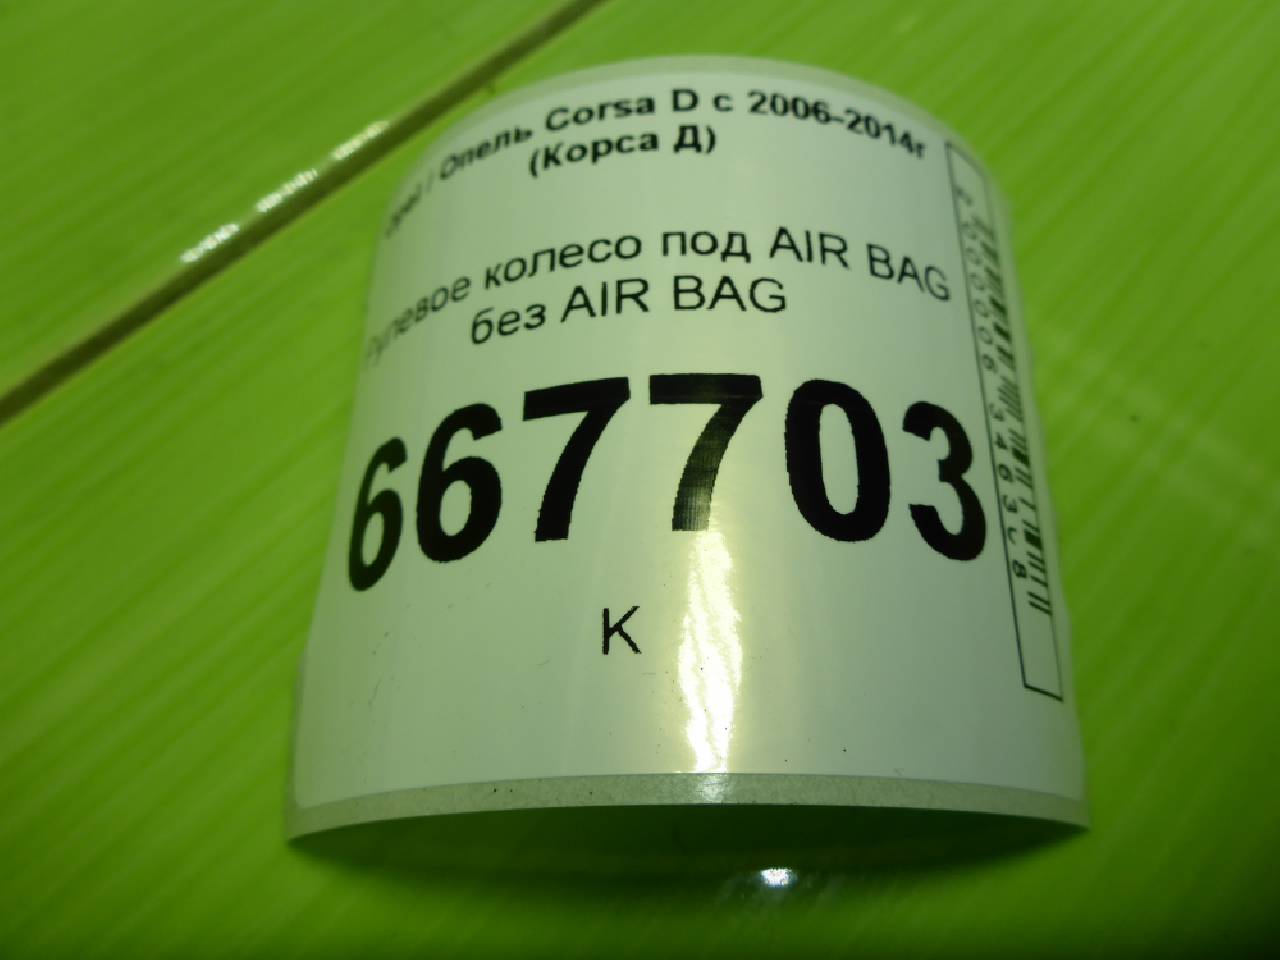 Opel / Опель Corsa D с 2006-2014г
(Корса Д)
Рулевое колесо под AIR BAG
без AIR BAG
667703
К